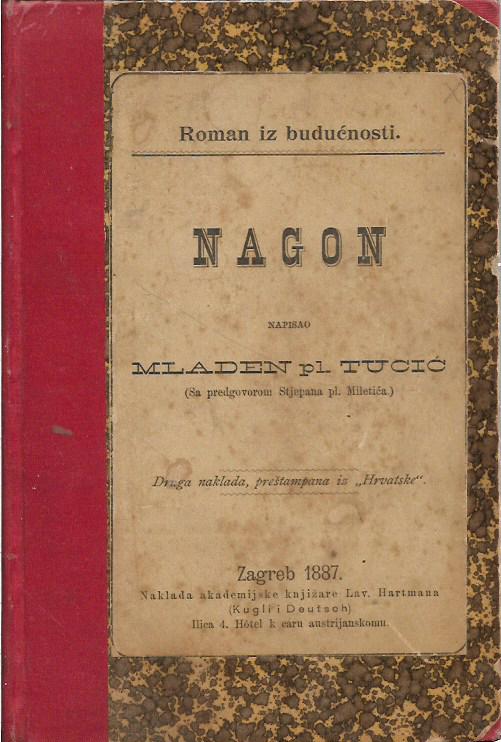 Roman iz budućnosti.
NAGON
NAPISAO
MLADEN pl. TUCIĆ
(Sa predgovorom Stjepana pl. Miletića.)
Druga naklada, preštampana iz „Hrvatske“.
Zagreb 1887.
Naklada akademijske knjižare Lav. Hartmana
(Kugli i Deutsch)
Ilica 4. Hôtel k caru austrijanskomu.